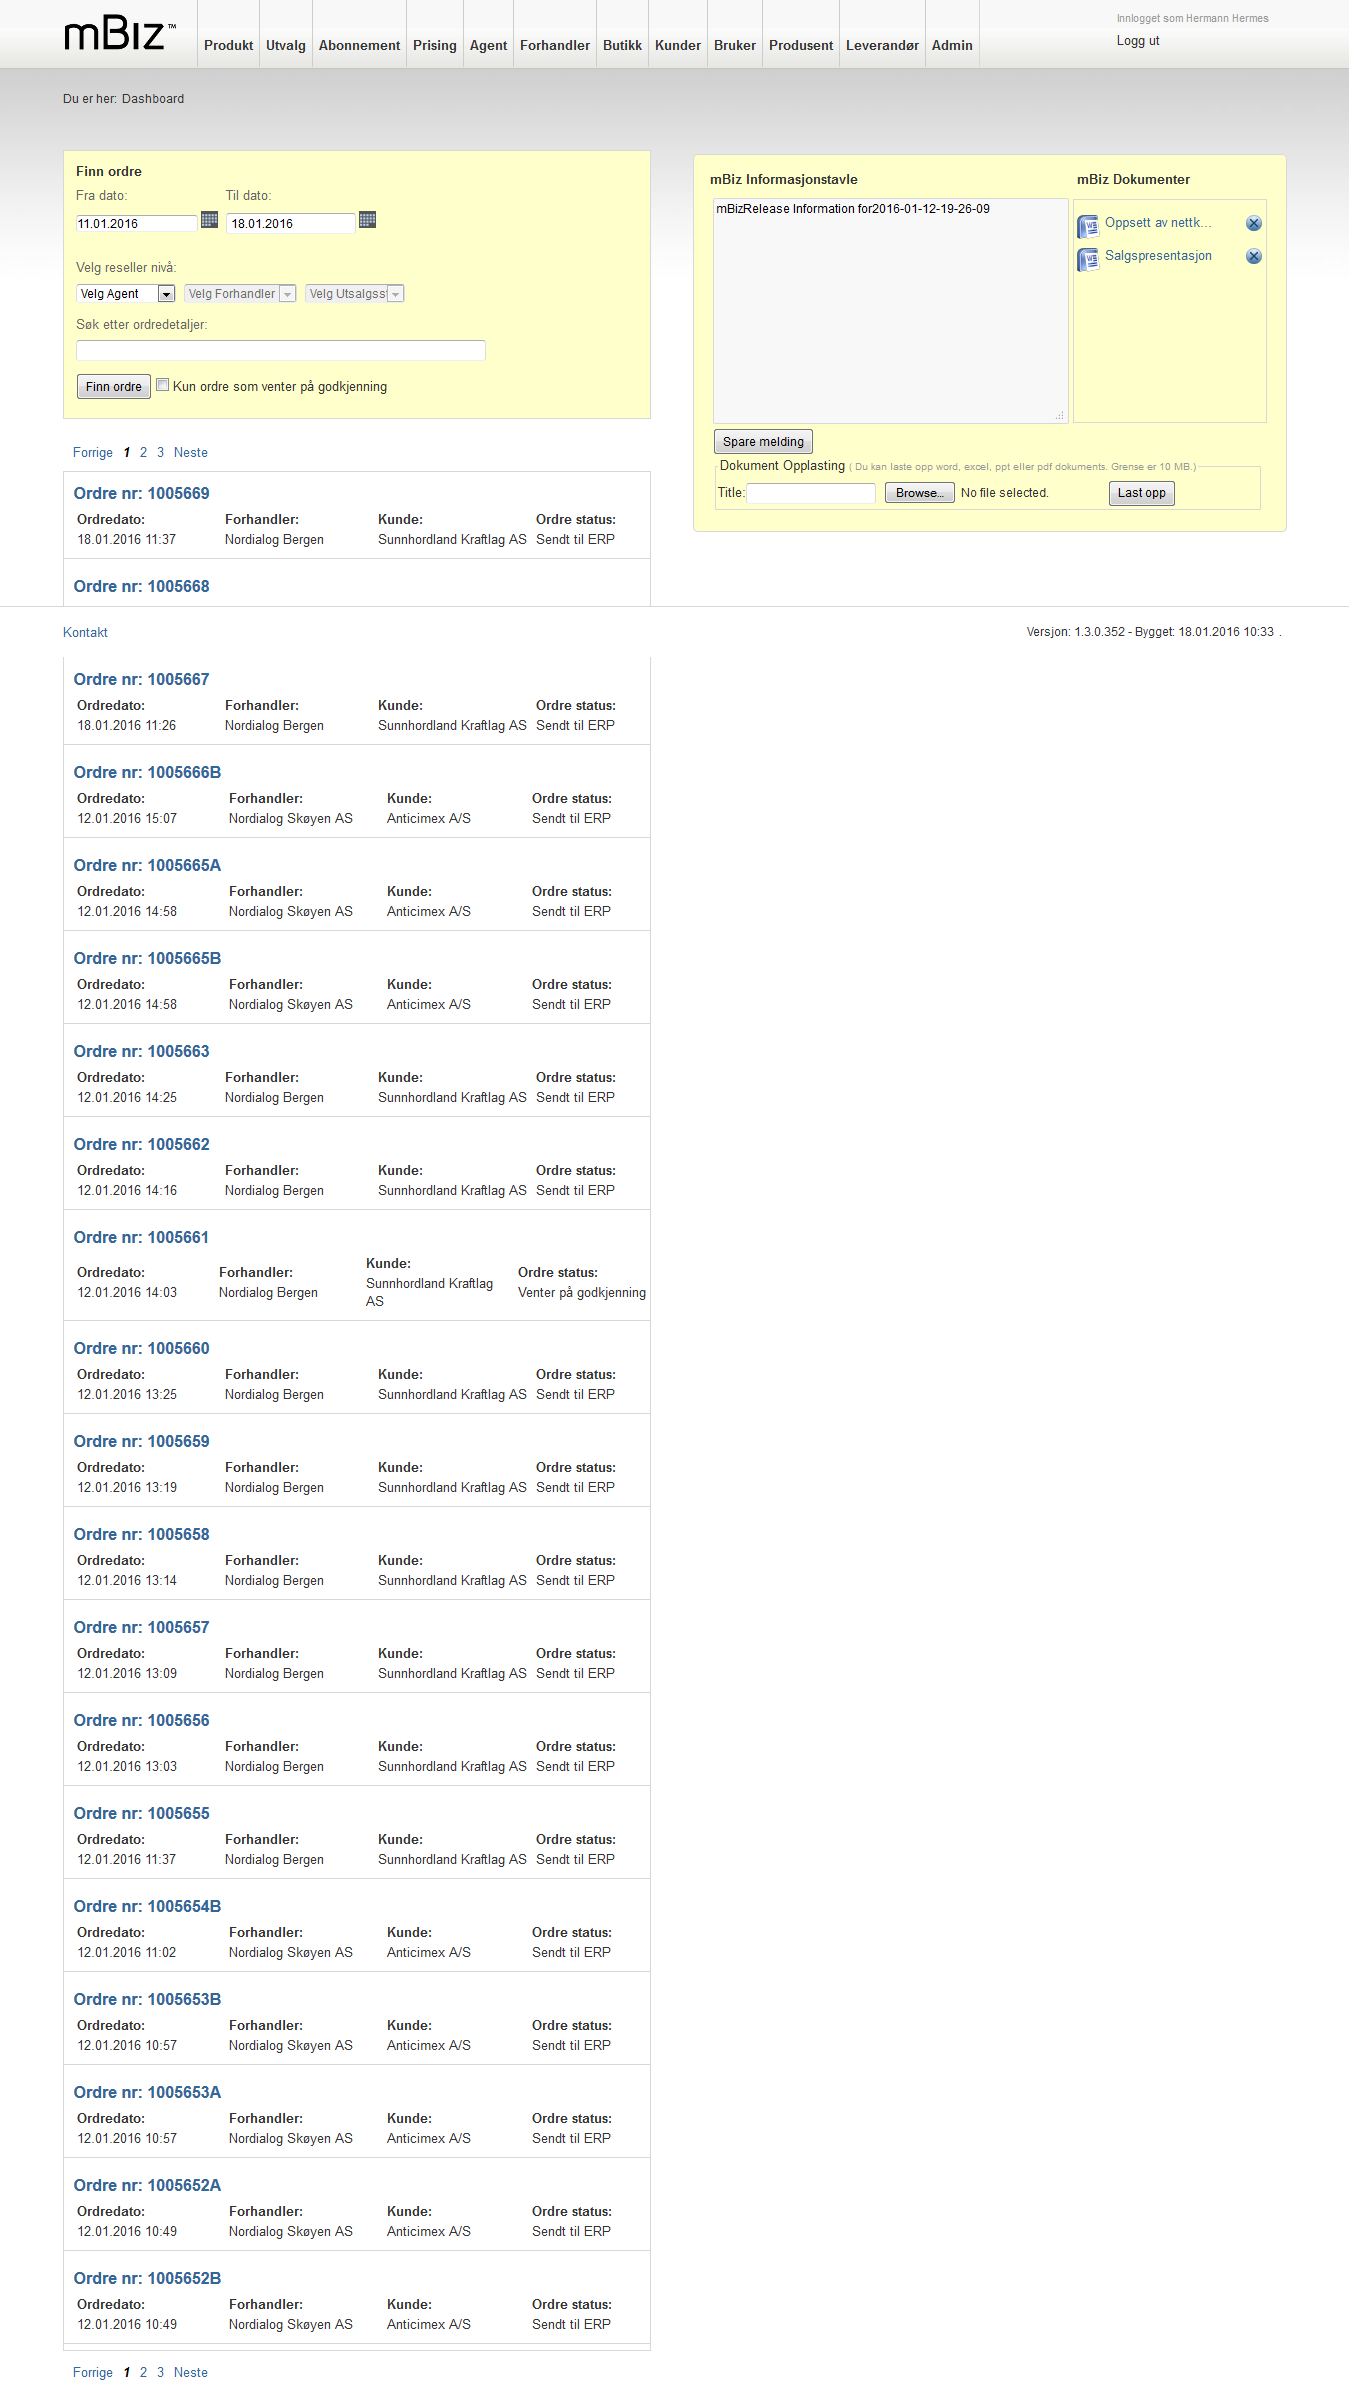 mBiz™
Produkt Utvalg Abonnement Prising Agent Forhandler Butikk Kunder Bruker Produsent Leverandør Admin
Innlogget som Hermann Hermes
Logg ut
Du er her: Dashboard
Finn ordre
Fra dato: Til dato:
11.01.2016 18.01.2016
Velg reseller nivå:
Velg Agent Velg Forhandler Velg Utsalgss
Søk etter ordredetaljer:
Finn ordre Kun ordre som venter på godkjenning
mBiz Informasjonstavle mBiz Dokumenter
mBizRelease Information for2016-01-12-19-26-09
Oppsett av nettk...
Salgspresentasjon
Spare melding
Dokument Opplasting ( Du kan laste opp word, excel, ppt eller pdf dokuments. Grense er 10 MB.)
Title: Browse... No file selected. Last opp
Forrige 1 2 3 Neste
Ordre nr: 1005669
Ordredato: Forhandler: Kunde: Ordre status:
18.01.2016 11:37 Nordialog Bergen Sunnhordland Kraftlag AS Sendt til ERP
Ordre nr: 1005668
Kontakt Versjon: 1.3.0.352 - Bygget: 18.01.2016 10:33 .
Ordre nr: 1005667
Ordredato: Forhandler: Kunde: Ordre status:
18.01.2016 11:26 Nordialog Bergen Sunnhordland Kraftlag AS Sendt til ERP
Ordre nr: 1005666B
Ordredato: Forhandler: Kunde: Ordre status:
12.01.2016 15:07 Nordialog Skøyen AS Anticimex A/S Sendt til ERP
Ordre nr: 1005665A
Ordredato: Forhandler: Kunde: Ordre status:
12.01.2016 14:58 Nordialog Skøyen AS Anticimex A/S Sendt til ERP
Ordre nr: 1005665B
Ordredato: Forhandler: Kunde: Ordre status:
12.01.2016 14:58 Nordialog Skøyen AS Anticimex A/S Sendt til ERP
Ordre nr: 1005663
Ordredato: Forhandler: Kunde: Ordre status:
12.01.2016 14:25 Nordialog Bergen Sunnhordland Kraftlag AS Sendt til ERP
Ordre nr: 1005662
Ordredato: Forhandler: Kunde: Ordre status:
12.01.2016 14:16 Nordialog Bergen Sunnhordland Kraftlag AS Sendt til ERP
Ordre nr: 1005661
Ordredato: Forhandler: Kunde: Ordre status:
12.01.2016 14:03 Nordialog Bergen Sunnhordland Kraftlag Venter på godkjenning
AS
Ordre nr: 1005660
Ordredato: Forhandler: Kunde: Ordre status:
12.01.2016 13:25 Nordialog Bergen Sunnhordland Kraftlag AS Sendt til ERP
Ordre nr: 1005659
Ordredato: Forhandler: Kunde: Ordre status:
12.01.2016 13:19 Nordialog Bergen Sunnhordland Kraftlag AS Sendt til ERP
Ordre nr: 1005658
Ordredato: Forhandler: Kunde: Ordre status:
12.01.2016 13:14 Nordialog Bergen Sunnhordland Kraftlag AS Sendt til ERP
Ordre nr: 1005657
Ordredato: Forhandler: Kunde: Ordre status:
12.01.2016 13:09 Nordialog Bergen Sunnhordland Kraftlag AS Sendt til ERP
Ordre nr: 1005656
Ordredato: Forhandler: Kunde: Ordre status:
12.01.2016 13:03 Nordialog Bergen Sunnhordland Kraftlag AS Sendt til ERP
Ordre nr: 1005655
Ordredato: Forhandler: Kunde: Ordre status:
12.01.2016 11:37 Nordialog Bergen Sunnhordland Kraftlag AS Sendt til ERP
Ordre nr: 1005654B
Ordredato: Forhandler: Kunde: Ordre status:
12.01.2016 11:02 Nordialog Skøyen AS Anticimex A/S Sendt til ERP
Ordre nr: 1005653B
Ordredato: Forhandler: Kunde: Ordre status:
12.01.2016 10:57 Nordialog Skøyen AS Anticimex A/S Sendt til ERP
Ordre nr: 1005653A
Ordredato: Forhandler: Kunde: Ordre status:
12.01.2016 10:57 Nordialog Skøyen AS Anticimex A/S Sendt til ERP
Ordre nr: 1005652A
Ordredato: Forhandler: Kunde: Ordre status:
12.01.2016 10:49 Nordialog Skøyen AS Anticimex A/S Sendt til ERP
Ordre nr: 1005652B
Ordredato: Forhandler: Kunde: Ordre status:
12.01.2016 10:49 Nordialog Skøyen AS Anticimex A/S Sendt til ERP
Forrige 1 2 3 Neste